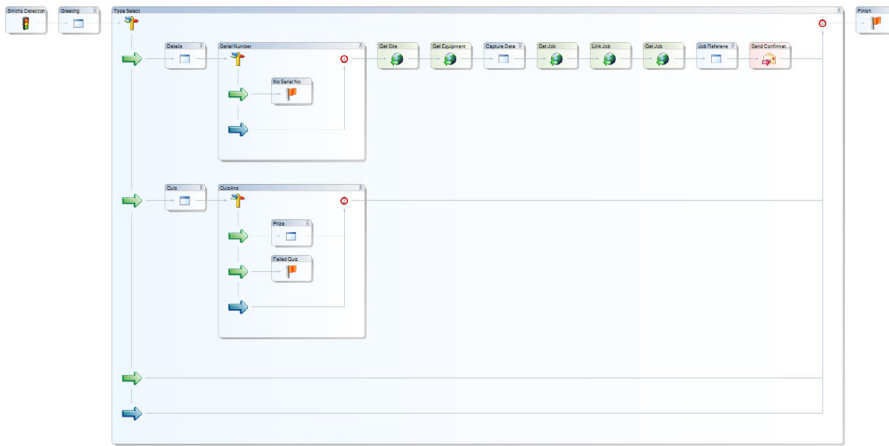 Smiths Detection
Greeting
Type Select
Finish
Details
Serial Number
Get Site
Get Equipment
Capture Data
Get Job
Link Job
Get Job
Job Referenc
Send Confirmat
No Serial No
Quiz
QuizAns
Prize
Failed Quiz